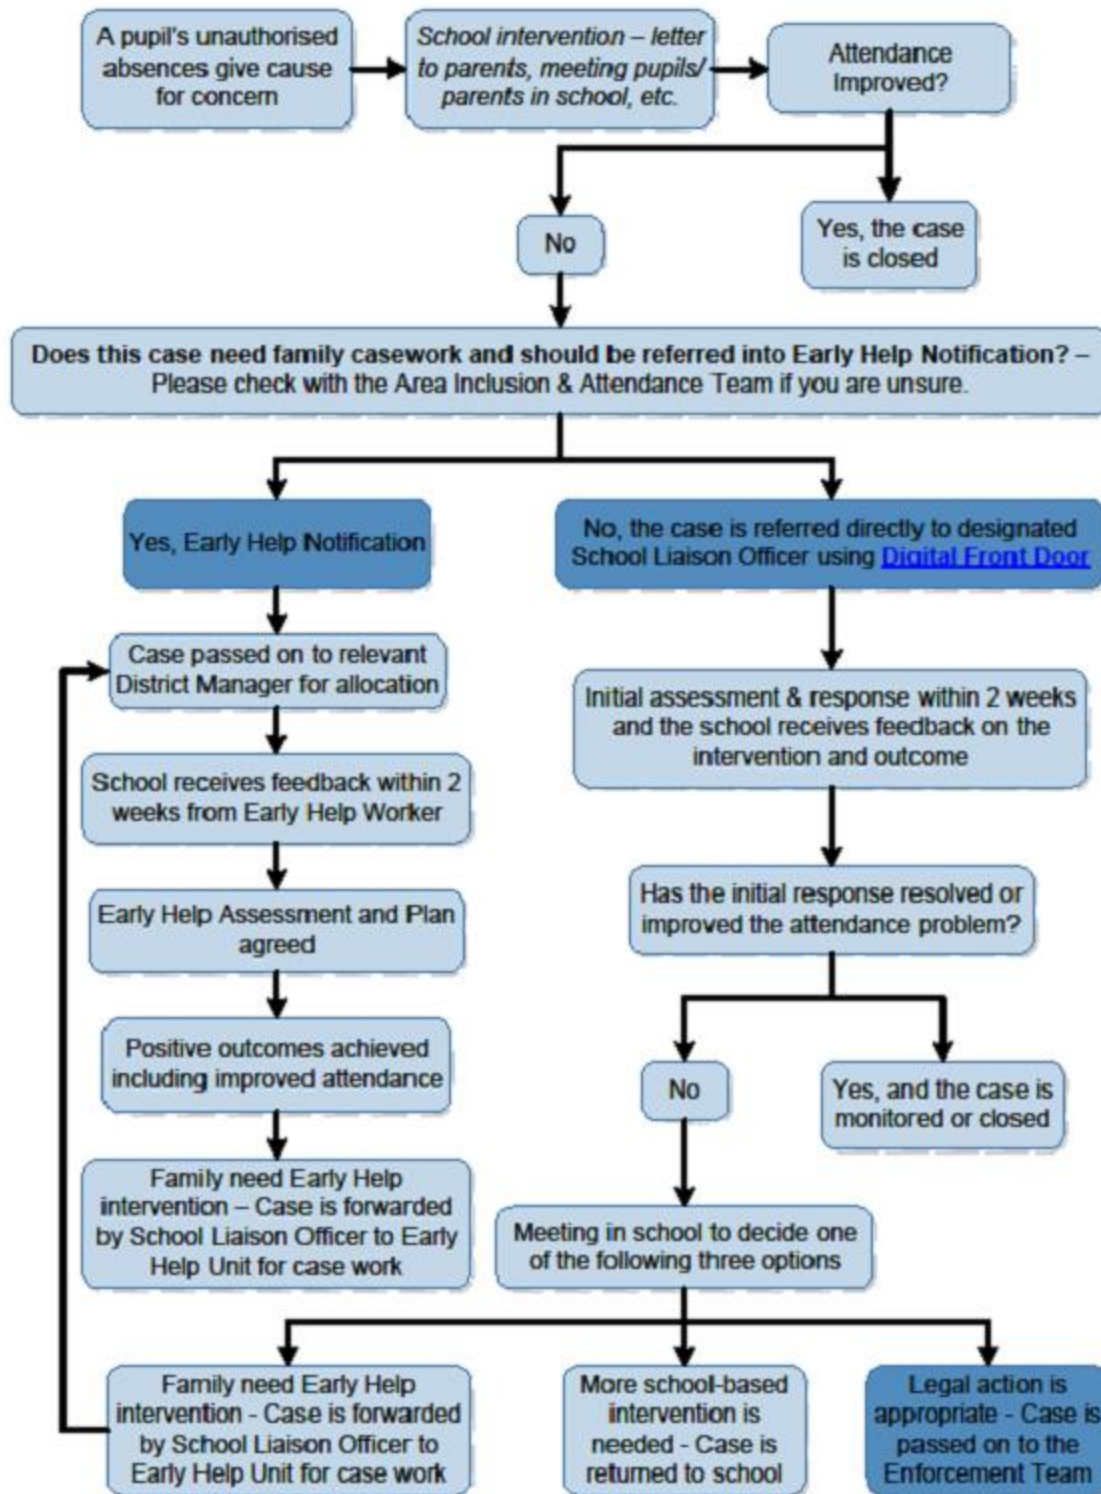 A pupil's unauthorised
absences give cause
for concern
School intervention – letter
to parents, meeting pupils/
parents in school, etc.
Attendance
Improved?
No
Yes, the case
is closed
Does this case need family casework and should be referred into Early Help Notification? –
Please check with the Area Inclusion & Attendance Team if you are unsure.
Yes, Early Help Notification
No, the case is referred directly to designated
School Liaison Officer using Digital Front Door
Case passed on to relevant
District Manager for allocation
School receives feedback within 2
weeks from Early Help Worker
Early Help Assessment and Plan
agreed
Positive outcomes achieved
including improved attendance
Family need Early Help
intervention – Case is forwarded
by School Liaison Officer to Early
Help Unit for case work
Initial assessment & response within 2 weeks
and the school receives feedback on the
intervention and outcome
Has the initial response resolved or
improved the attendance problem?
No
Yes, and the case is
monitored or closed
Meeting in school to decide one
of the following three options
Family need Early Help
intervention - Case is forwarded
by School Liaison Officer to
Early Help Unit for case work
More school-based
intervention is
needed - Case is
returned to school
Legal action is
appropriate - Case is
passed on to the
Enforcement Team